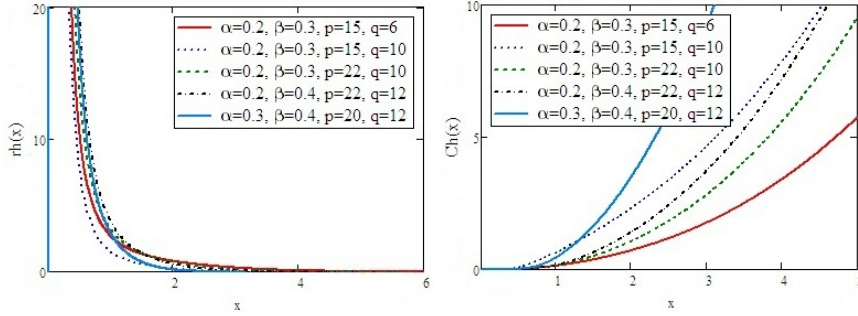 20
10
0
rh(x)
α=0.2, β=0.3, p=15, q=6
α=0.2, β=0.3, p=15, q=10
α=0.2, β=0.3, p=22, q=10
α=0.2, β=0.4, p=22, q=12
α=0.3, β=0.4, p=20, q=12
0 2 4 6
x
10
5
0
Ch(x)
α=0.2, β=0.3, p=15, q=6
α=0.2, β=0.3, p=15, q=10
α=0.2, β=0.3, p=22, q=10
α=0.2, β=0.4, p=22, q=12
α=0.3, β=0.4, p=20, q=12
1 2 3 4
x